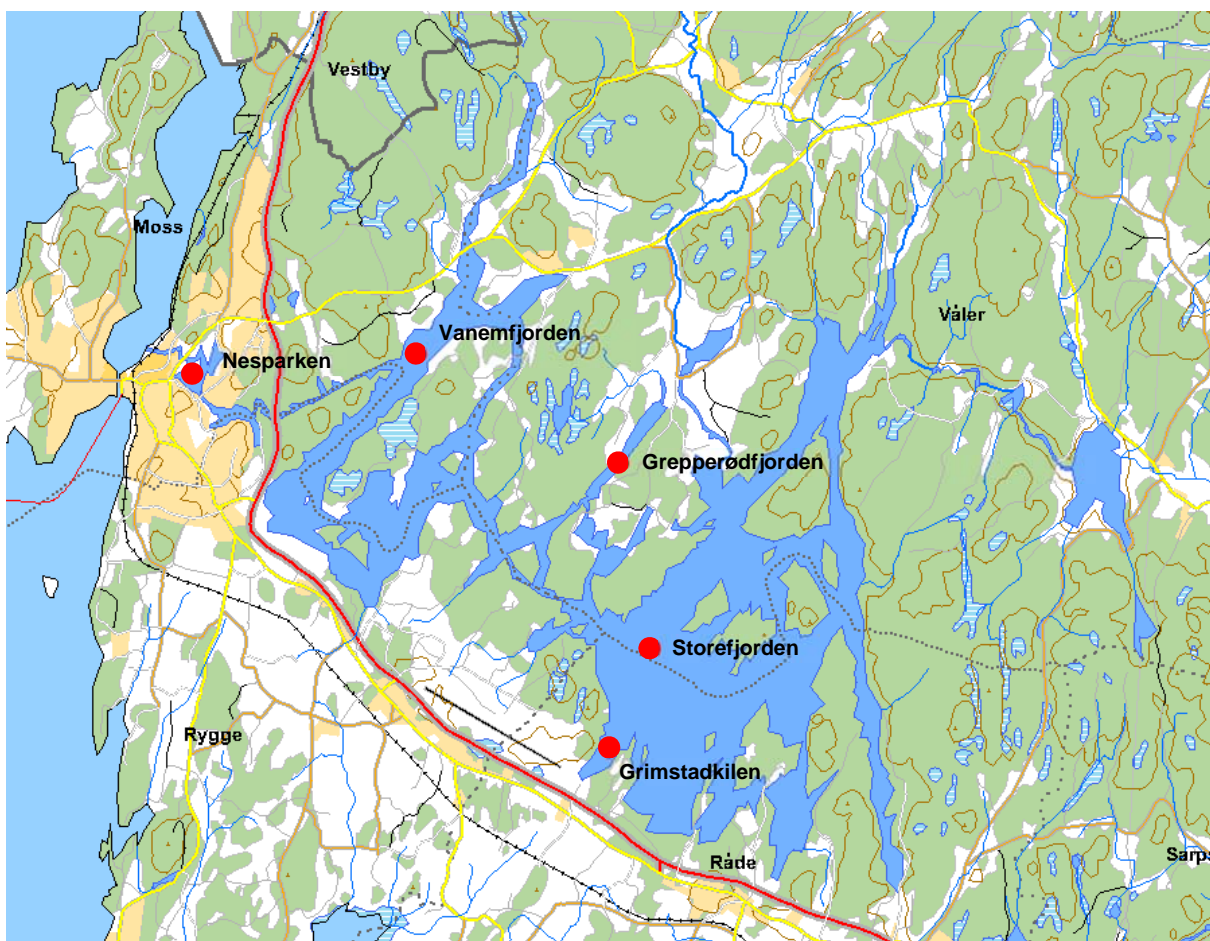 Vestby
Moss
Våler
Vanemfjorden
Nesparken
Grepperødfjorden
Storefjorden
Rygge
Grimstadkilen
Råde
Sarps